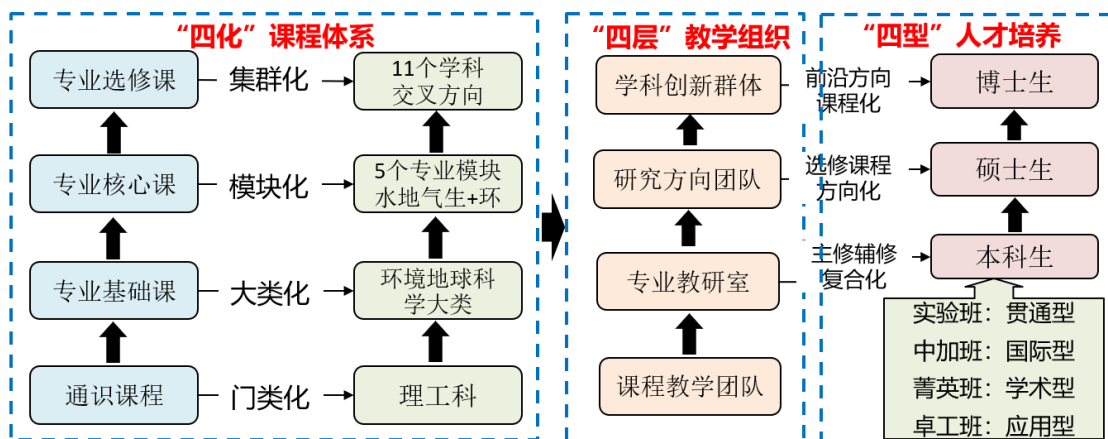 “四化”课程体系
专业选修课
集群化
11个学科
交叉方向
专业核心课
模块化
5个专业模块
水地气生+环
专业基础课
大类化
环境地球科
学大类
通识课程
门类化
理工科
“四层”教学组织
学科创新群体
研究方向团队
专业教研室
课程教学团队
“四型”人才培养
前沿方向
课程化
博士生
选修课程
方向化
硕士生
主修辅修
复合化
本科生
实验班：贯通型
中加班：国际型
菁英班：学术型
卓工班：应用型